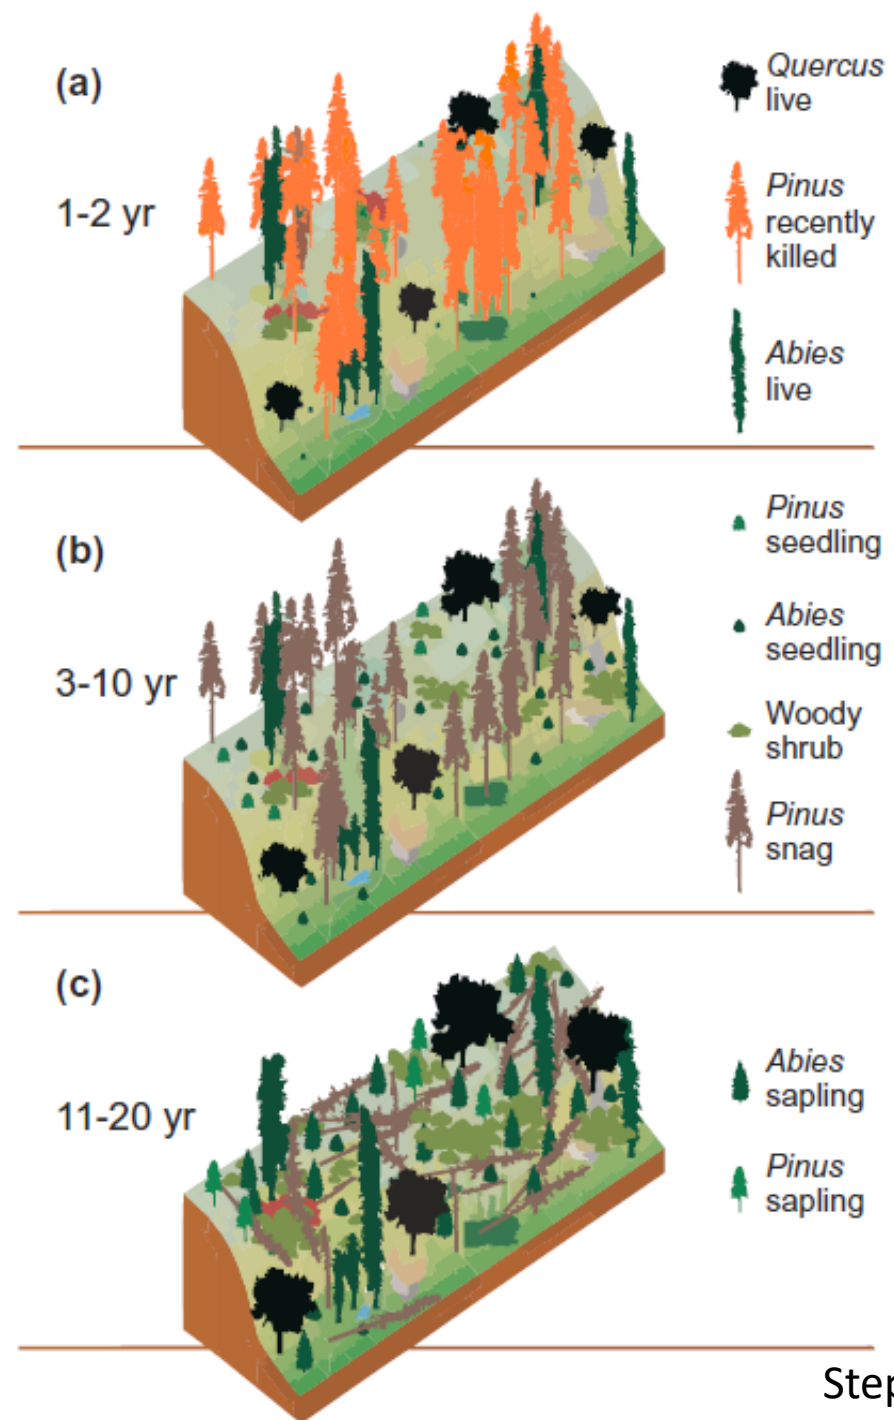 (a)
1-2 yr
Quercus
live
Pinus
recently
killed
Abies
live
(b)
3-10 yr
Pinus
seedling
Abies
seedling
Woody
shrub
Pinus
snag
(c)
11-20 yr
Abies
sapling
Pinus
sapling
Step